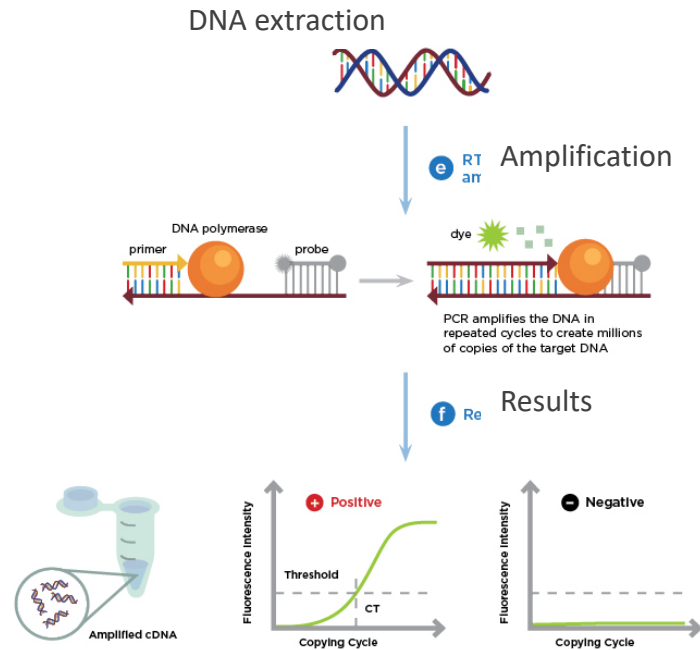 DNA extraction
e RT
am
Amplification
DNA polymerase
primer
probe
dye
PCR amplifies the DNA in
repeated cycles to create millions
of copies of the target DNA
f Re
Results
Amplified cDNA
Fluorescence Intensity
+ Positive
Threshold
CT
Copying Cycle
Fluorescence Intensity
− Negative
Copying Cycle